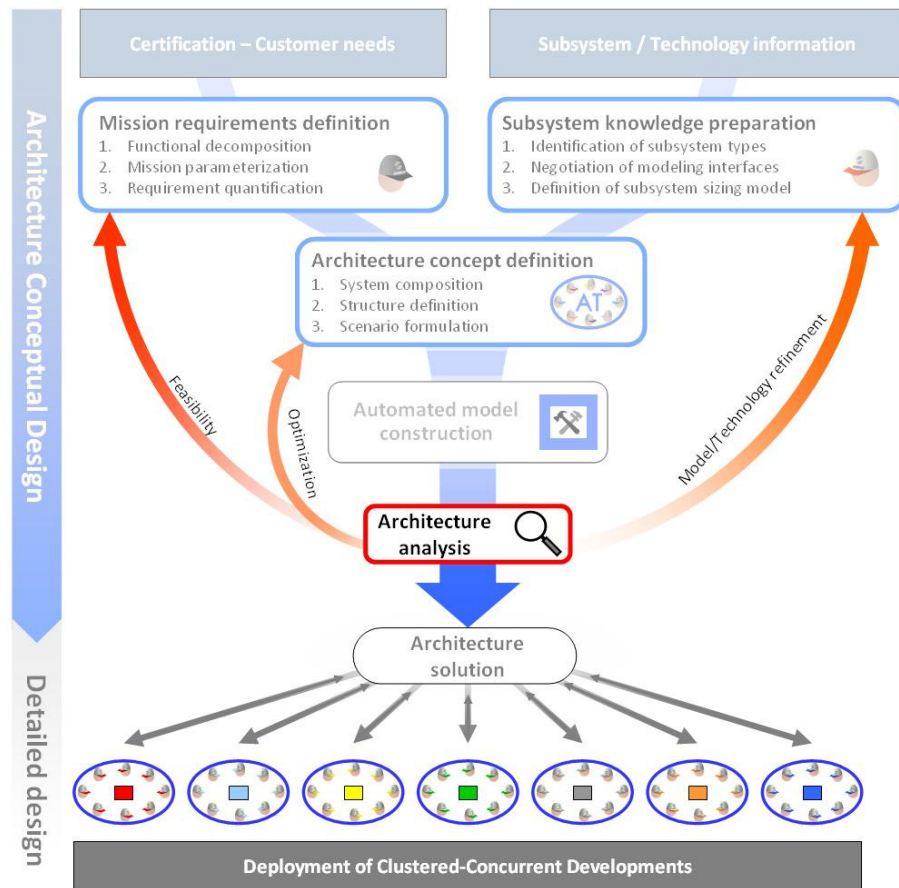 Certification – Customer needs
Subsystem / Technology information
Architecture Conceptual Design
Mission requirements definition
1. Functional decomposition
2. Mission parameterization
3. Requirement quantification
Subsystem knowledge preparation
1. Identification of subsystem types
2. Negotiation of modeling interfaces
3. Definition of subsystem sizing model
Architecture concept definition
1. System composition
2. Structure definition
3. Scenario formulation
AT
Feasibility
Optimization
Model/Technology refinement
Automated model
construction
Architecture
analysis
Architecture
solution
Detailed design
Deployment of Clustered-Concurrent Developments